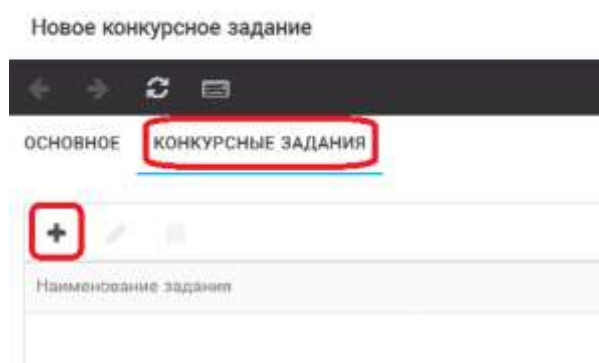 Новое конкурсное задание
ОСНОВНОЕ КОНКУРСНЫЕ ЗАДАНИЯ
Наименование задания